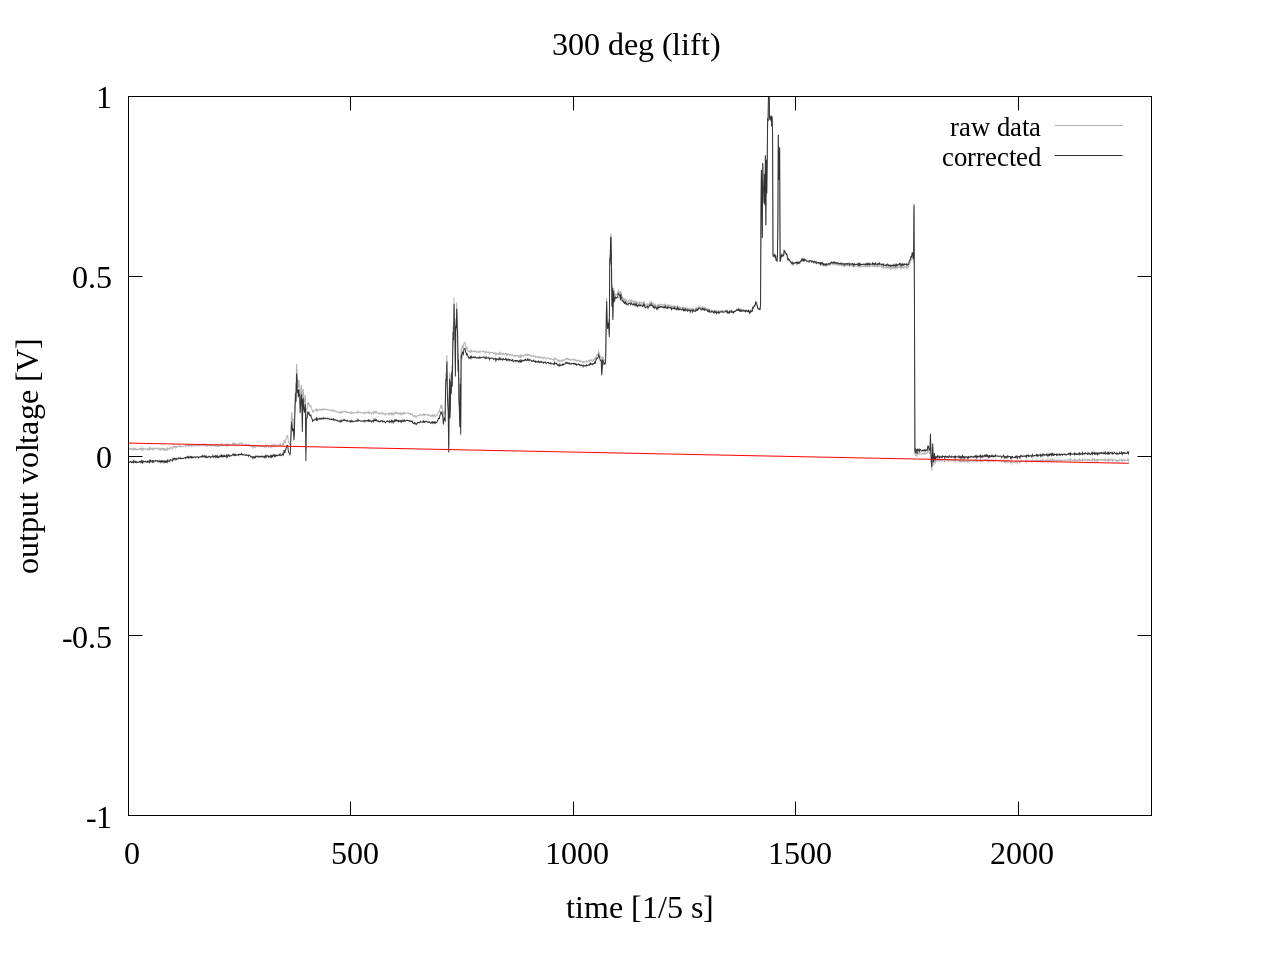 300 deg (lift)
raw data
corrected
1
0.5
0
-0.5
-1
output voltage [V]
0 500 1000 1500 2000
time [1/5 s]